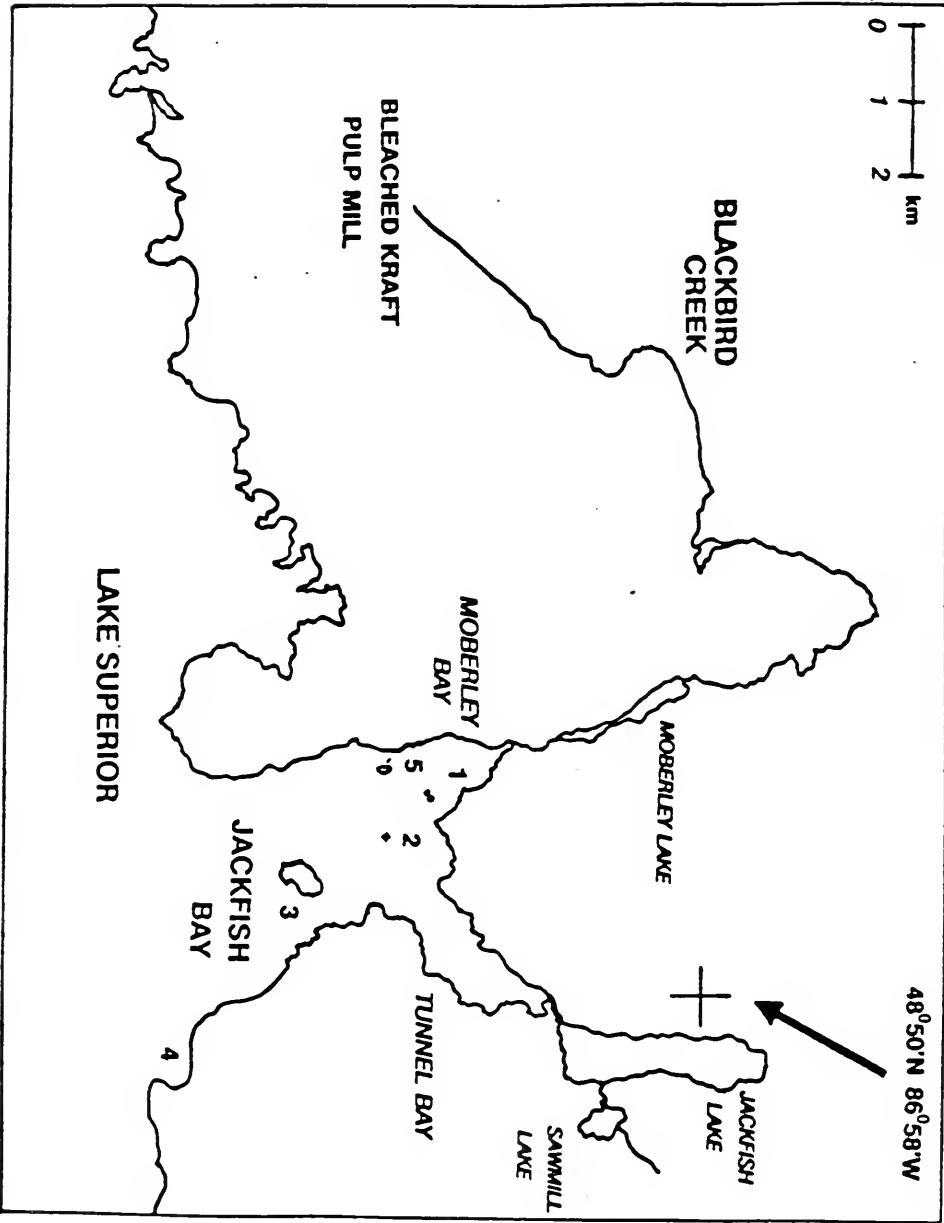 0 1 2 km
BLACKBIRD
CREEK
BLEACHED KRAFT
PULP MILL
48°50'N 86°58'W
JACKFISH
LAKE
SAWMILL
LAKE
MOBERLEY LAKE
MOBERLEY
BAY
1
5
2
3
4
TUNNEL BAY
JACKFISH
BAY
LAKE SUPERIOR